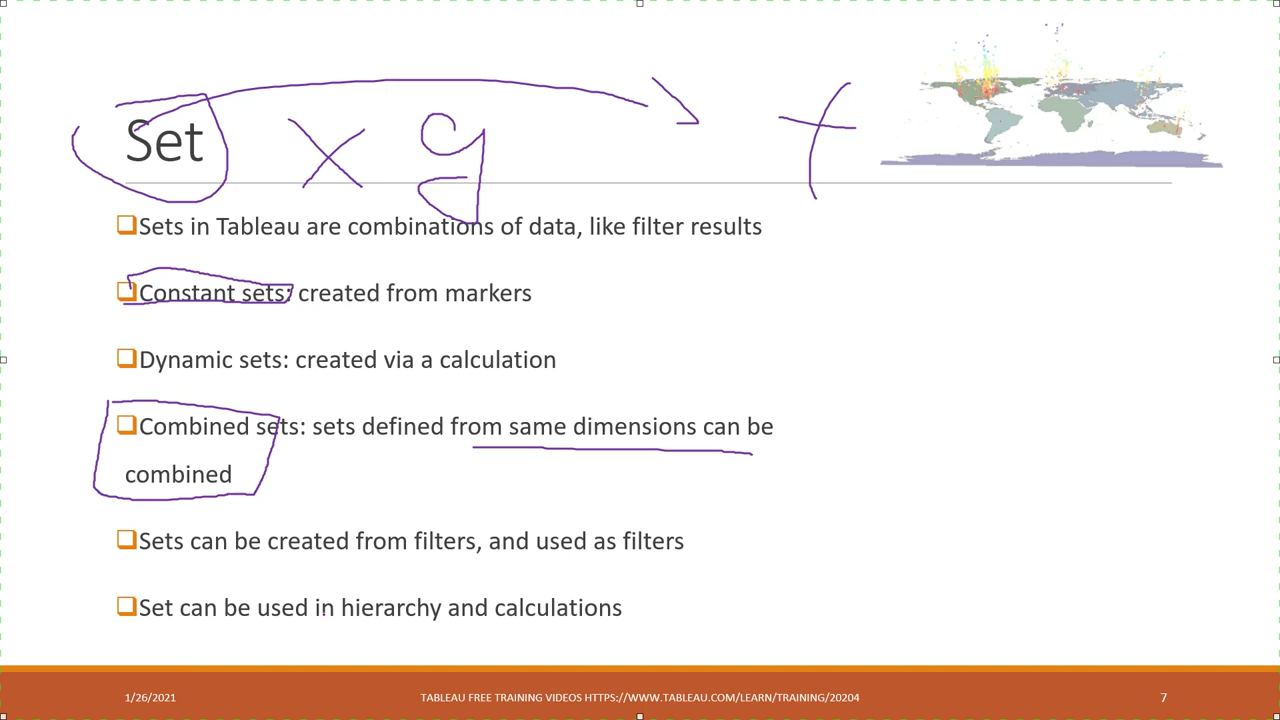 Set x g f
Sets in Tableau are combinations of data, like filter results
Constant sets: created from markers
Dynamic sets: created via a calculation
Combined sets: sets defined from same dimensions can be
combined
Sets can be created from filters, and used as filters
Set can be used in hierarchy and calculations
1/26/2021 TABLEAU FREE TRAINING VIDEOS HTTPS://WWW.TABLEAU.COM/LEARN/TRAINING/20204 7